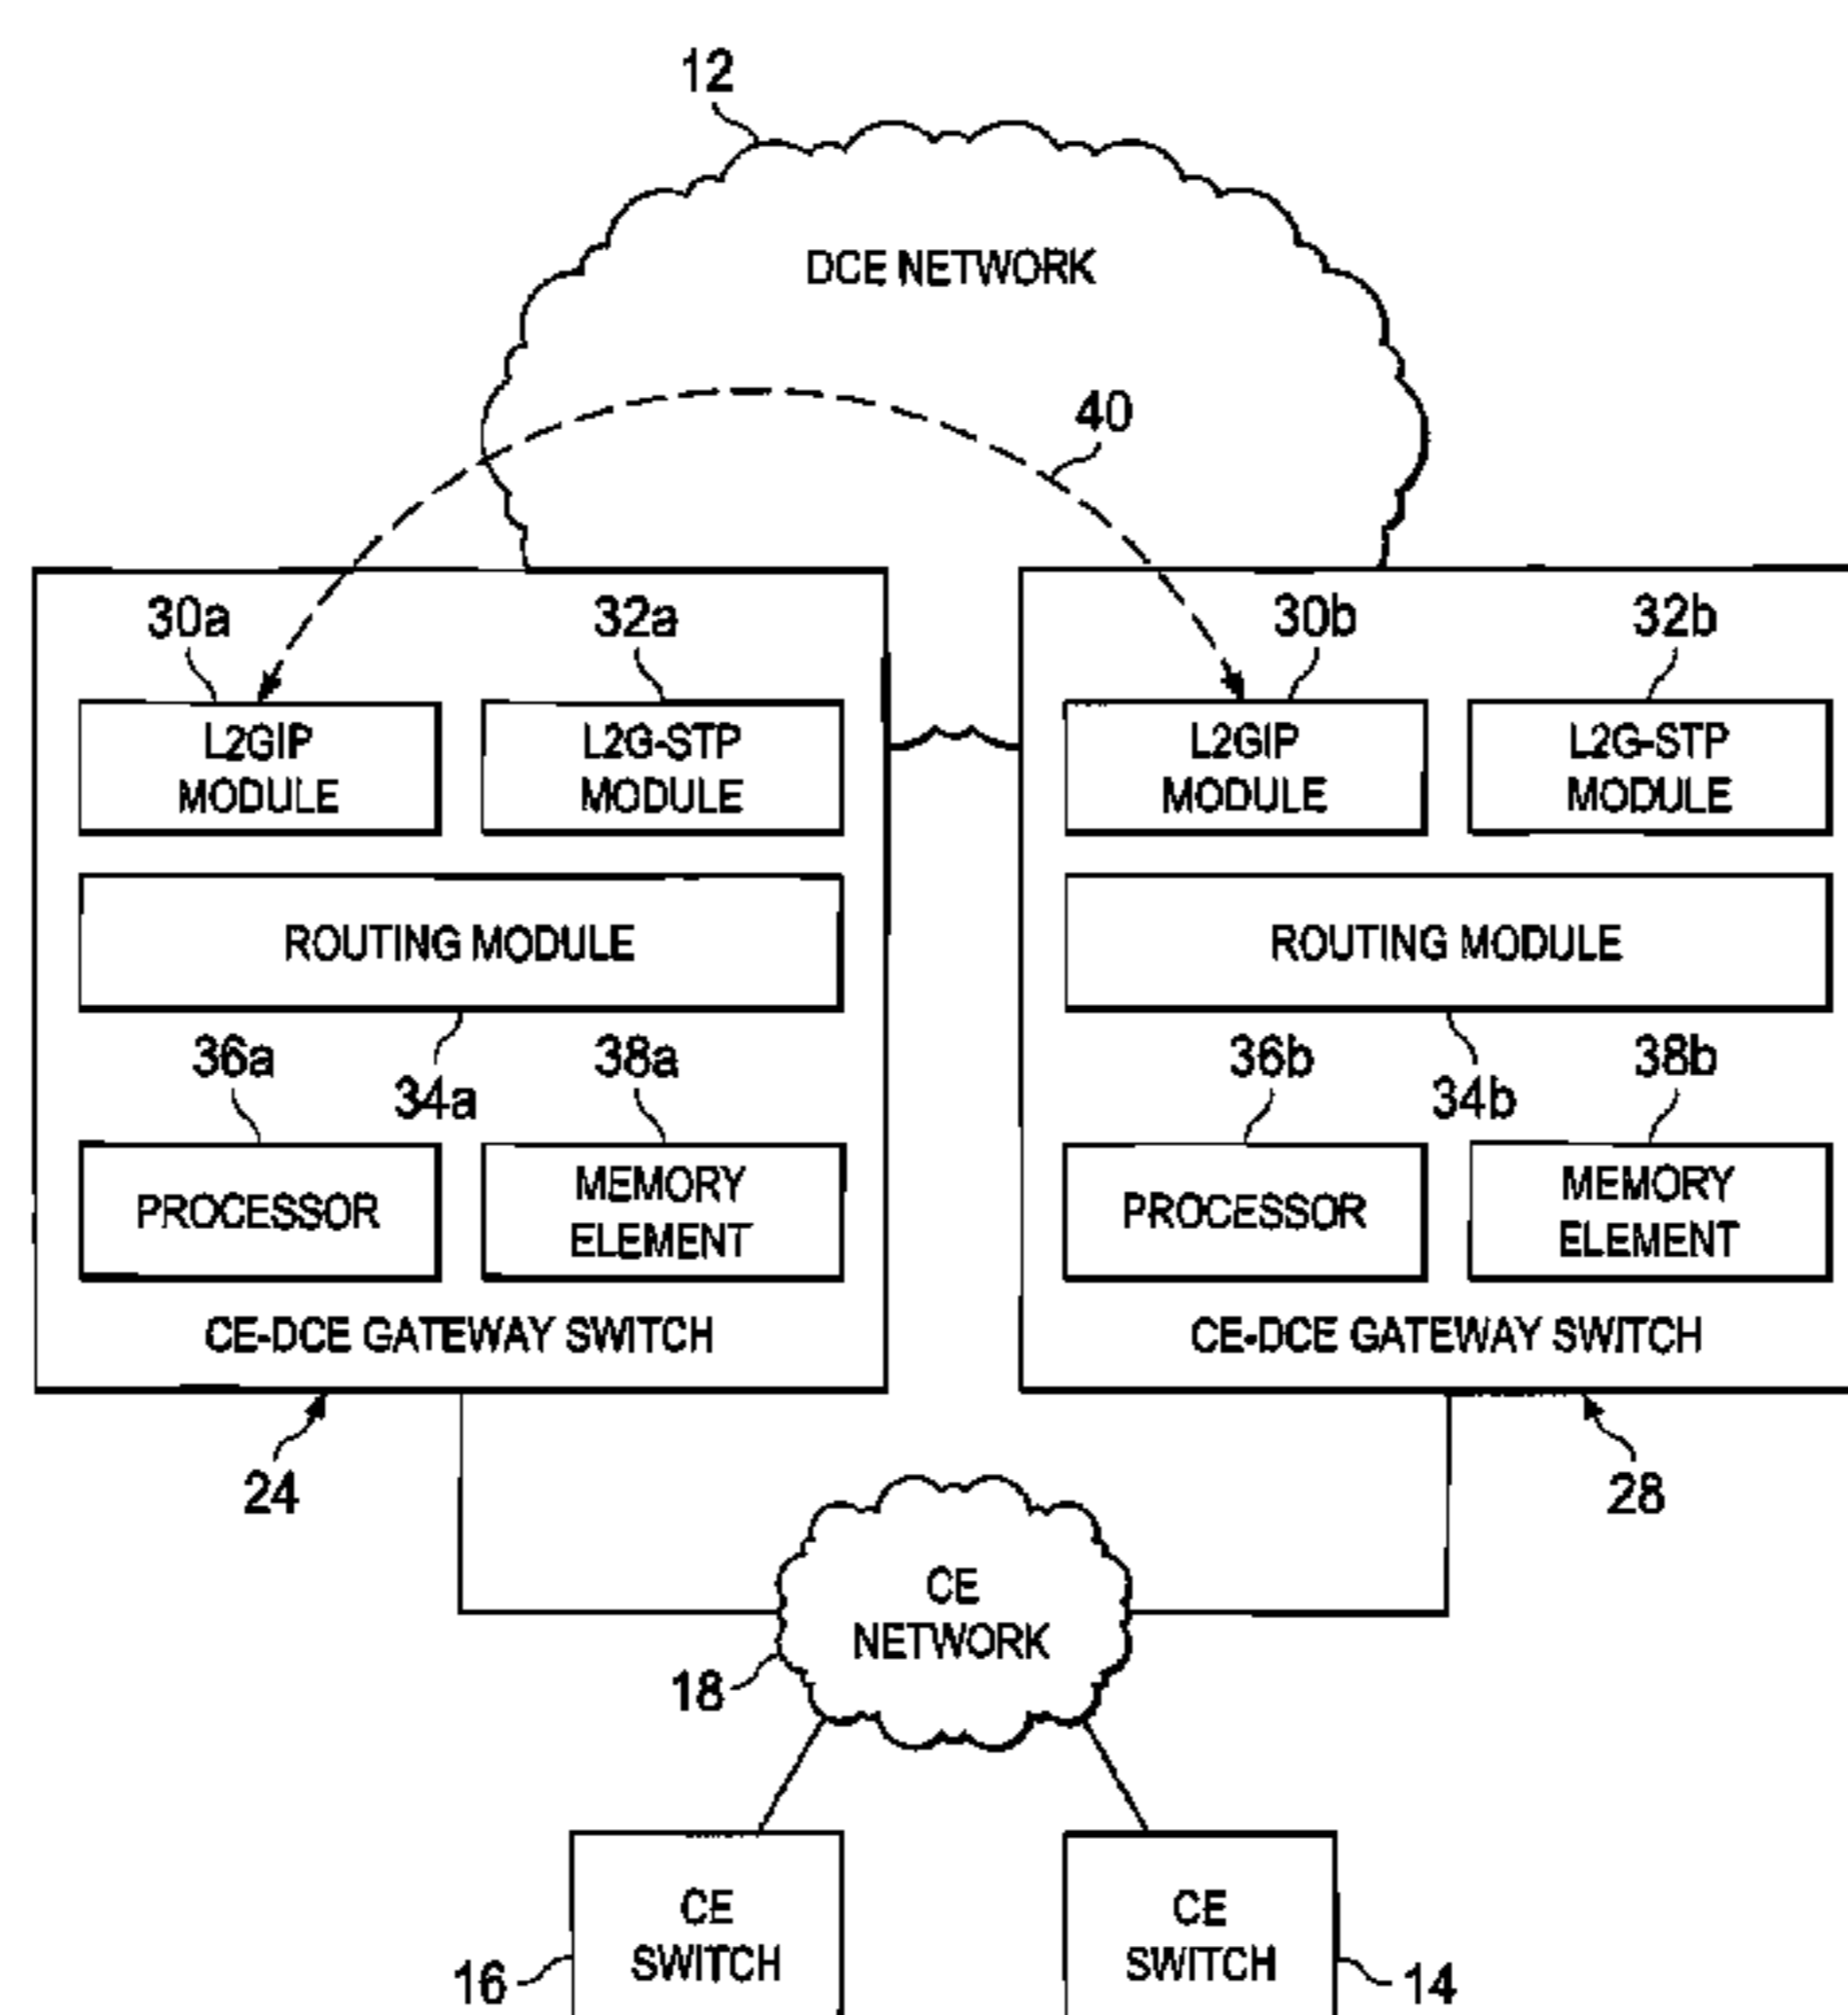 12
DCE NETWORK
40
30a
32a
30b
32b
L2GIP
MODULE
L2G-STP
MODULE
L2GIP
MODULE
L2G-STP
MODULE
ROUTING MODULE
ROUTING MODULE
36a
34a
38a
36b
34b
38b
PROCESSOR
MEMORY
ELEMENT
PROCESSOR
MEMORY
ELEMENT
CE-DCE GATEWAY SWITCH
CE-DCE GATEWAY SWITCH
24
28
CE
NETWORK
18
CE
SWITCH
CE
SWITCH
16
14